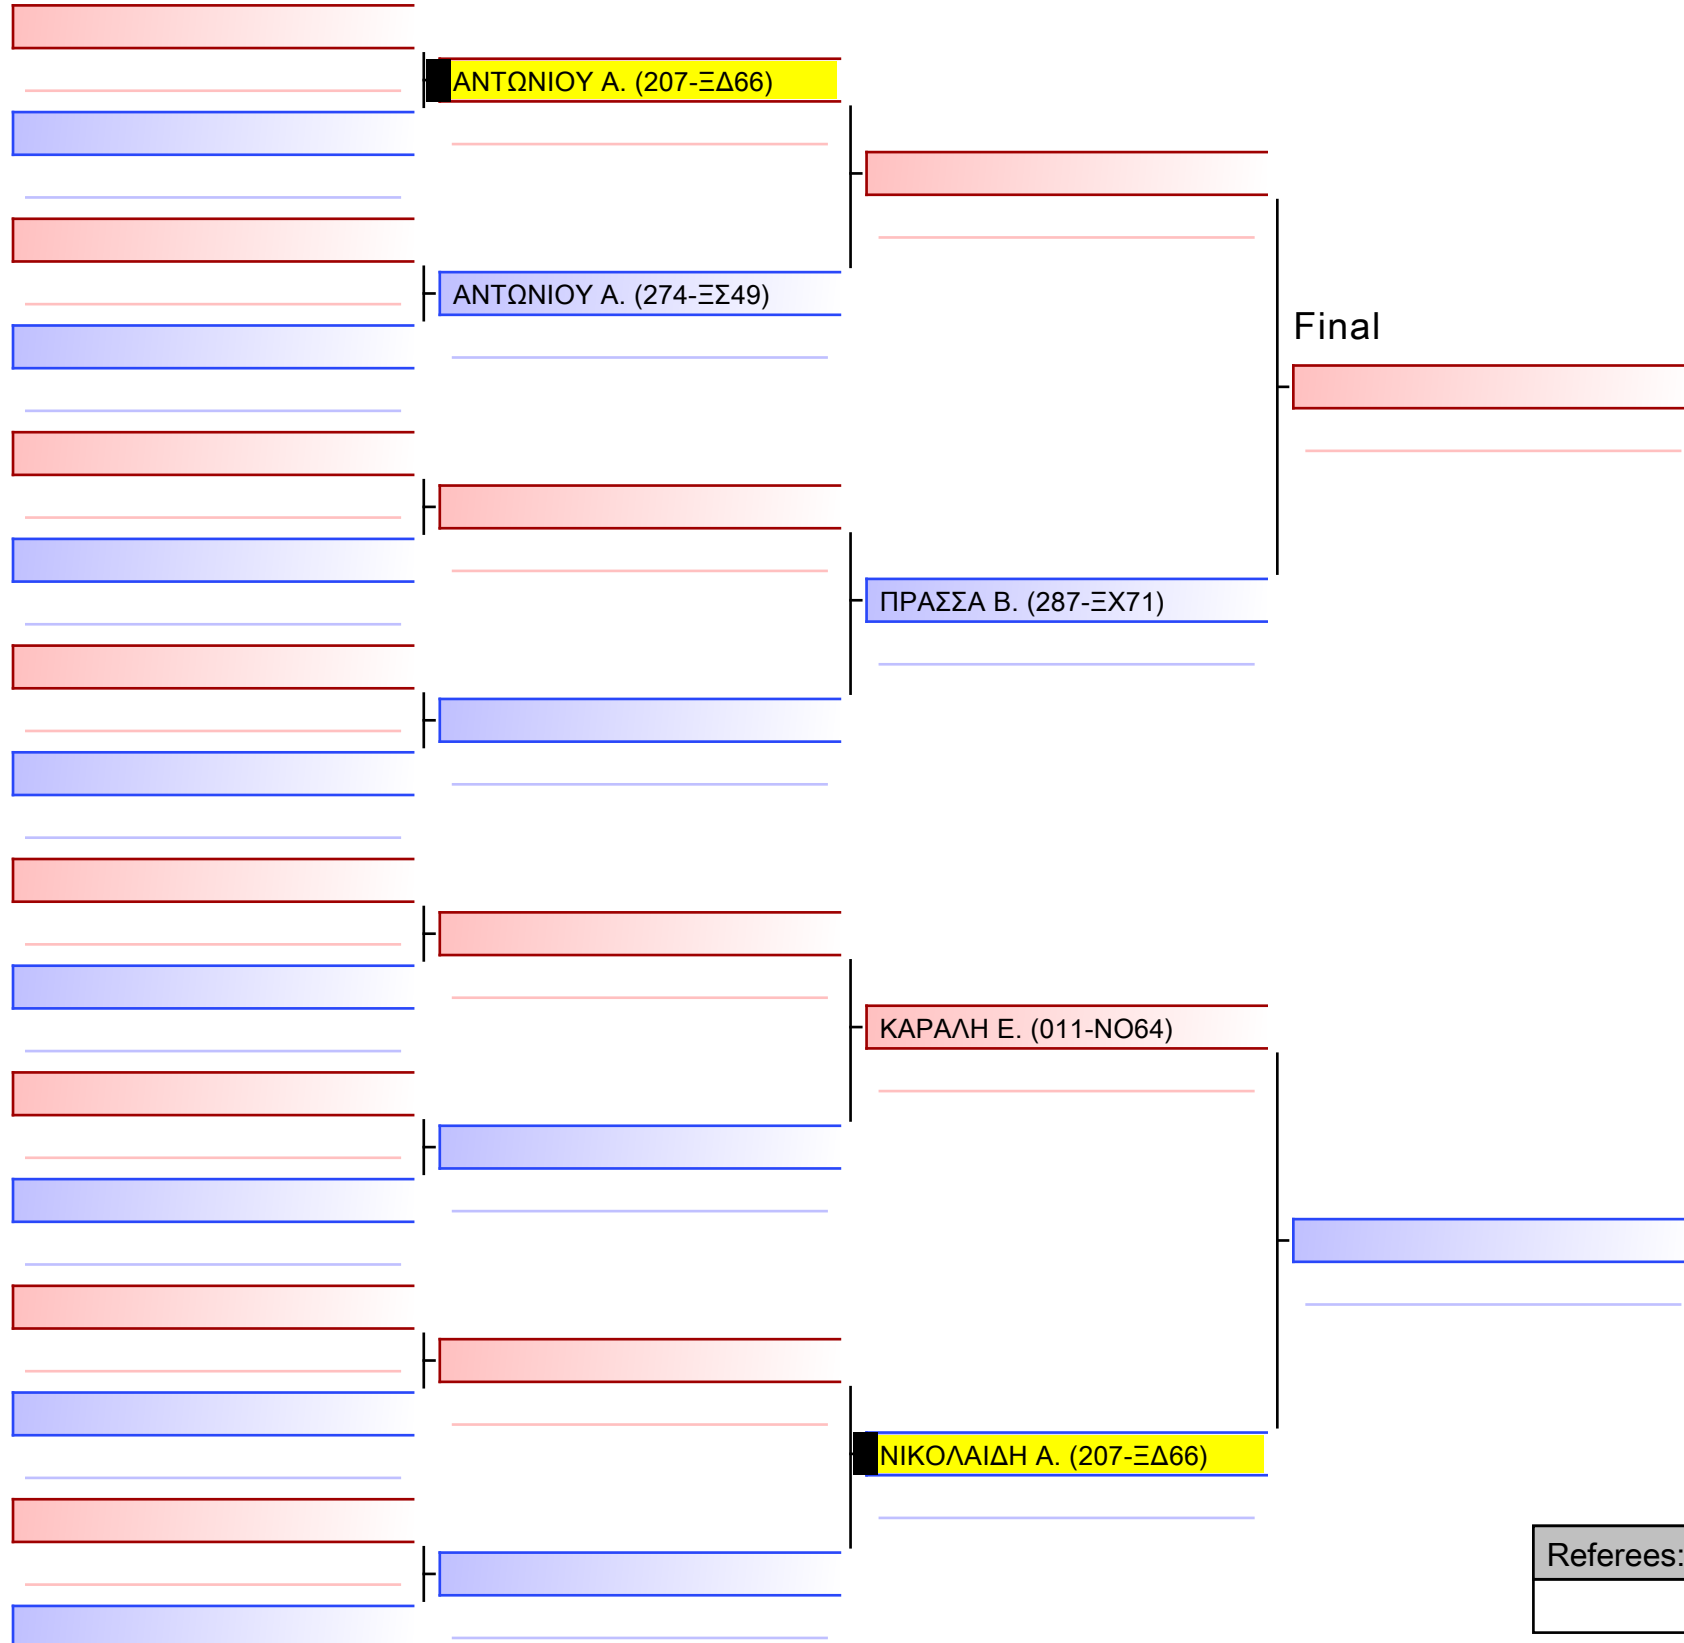 ΑΝΤΩΝΙΟΥ Α. (207-ΞΔ66)
ΑΝΤΩΝΙΟΥ Α. (274-ΞΣ49)
Final
ΠΡΑΣΣΑ Β. (287-ΞΧ71)
ΚΑΡΑΛΗ Ε. (011-ΝΟ64)
ΝΙΚΟΛΑΙΔΗ Α. (207-ΞΔ66)
Referees: